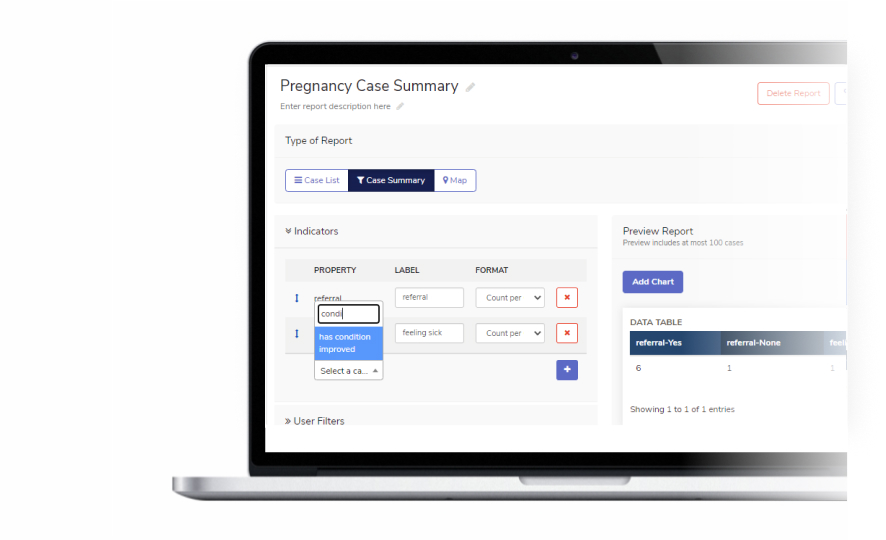 Pregnancy Case Summary
Enter report description here
Delete Report
Type of Report
Case List
Case Summary
Map
Indicators
PROPERTY LABEL FORMAT
referral referral Count per
condi
feeling sick Count per
has condition
improved
Select a ca...
+
User Filters
Preview Report
Preview includes at most 100 cases
Add Chart
DATA TABLE
referral-Yes referral-None feeli
6 1 1
Showing 1 to 1 of 1 entries